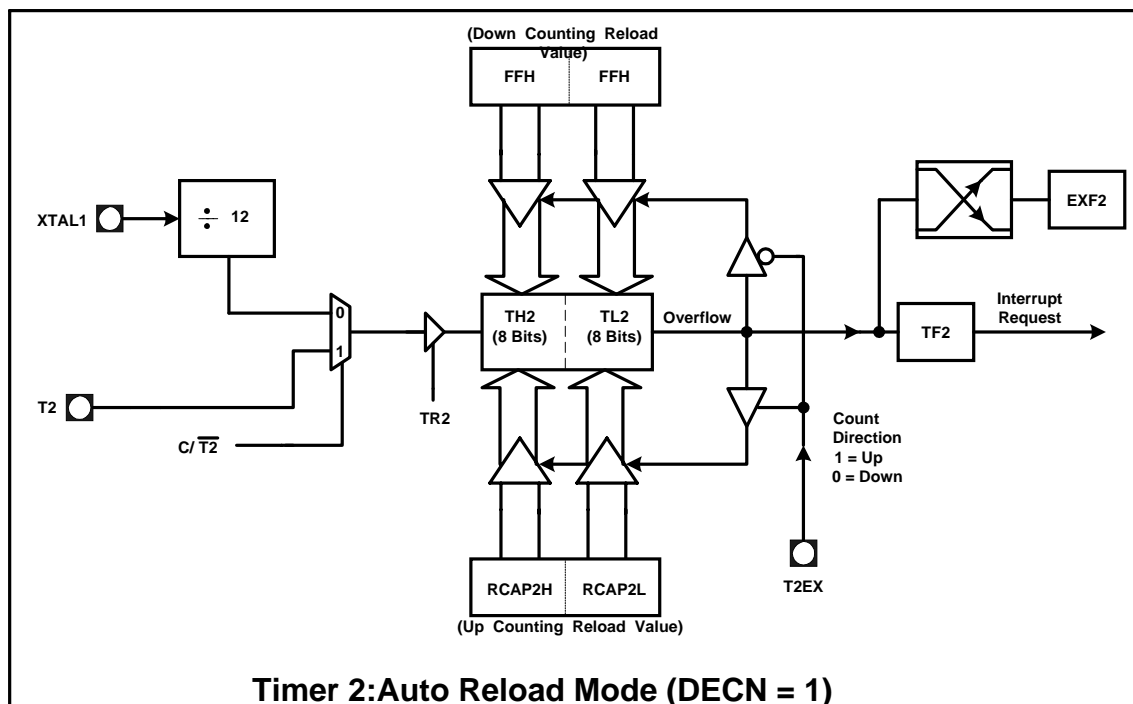 (Down Counting Reload
Value)
FFH
FFH
XTAL1
÷ 12
EXF2
0
1
TH2
(8 Bits)
TL2
(8 Bits)
Overflow
TF2
Interrupt
Request
T2
C/ T2
TR2
Count
Direction
1 = Up
0 = Down
RCAP2H
RCAP2L
T2EX
(Up Counting Reload Value)
Timer 2:Auto Reload Mode (DECN = 1)